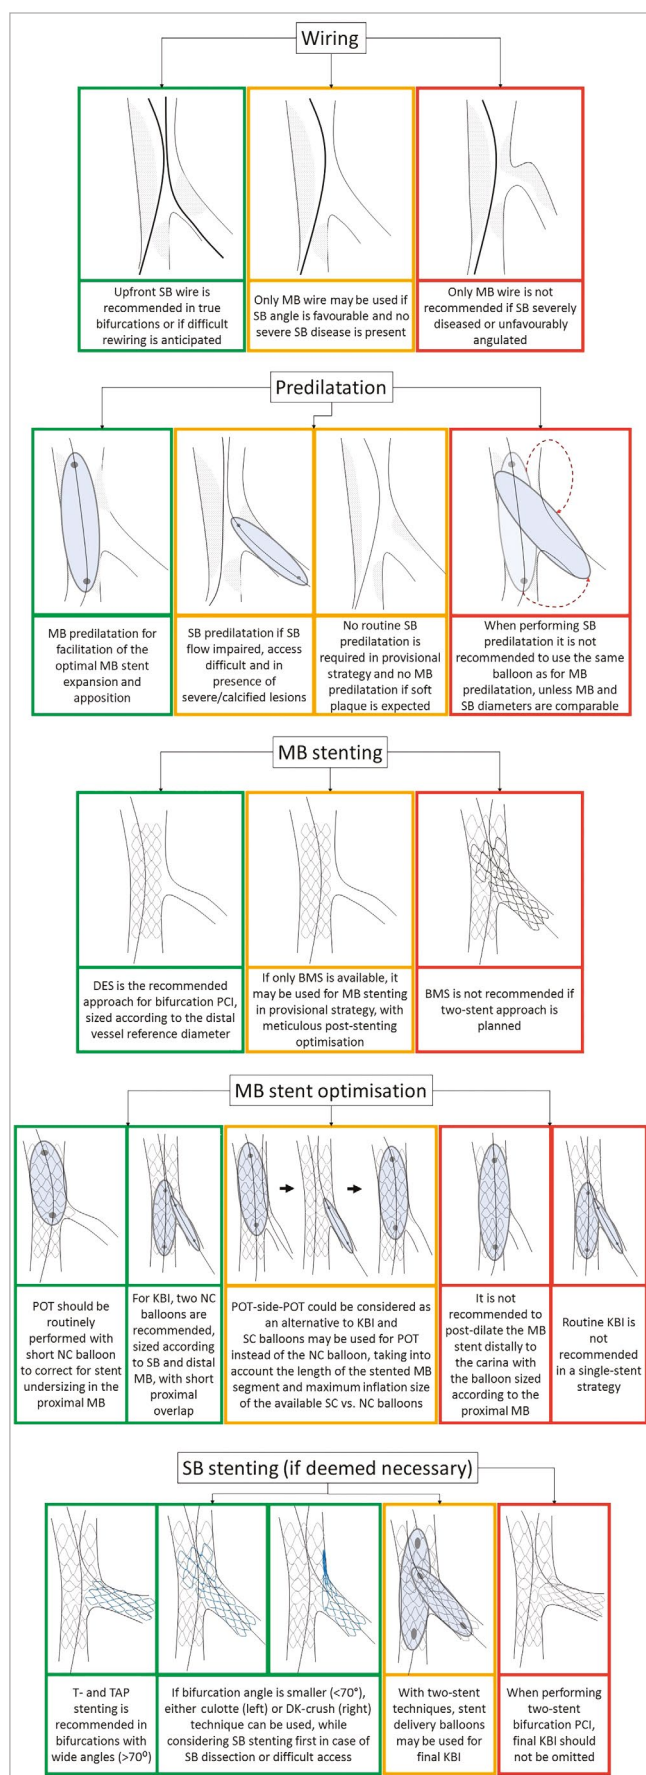 Wiring
Upfront SB wire is
recommended in true
bifurcations or if difficult
rewiring is anticipated
Only MB wire may be used if
SB angle is favourable and no
severe SB disease is present
Only MB wire is not
recommended if SB severely
diseased or unfavourably
angulated
Predilatation
MB predilatation for
facilitation of the
optimal MB stent
expansion and
apposition
SB predilatation if SB
flow impaired, access
difficult and in
presence of
severe/calcified lesions
No routine SB
predilatation is
required in provisional
strategy and no MB
predilatation if soft
plaque is expected
When performing SB
predilatation it is not
recommended to use the same
balloon as for MB
predilatation, unless MB and
SB diameters are comparable
MB stenting
DES is the recommended
approach for bifurcation PCI,
sized according to the distal
vessel reference diameter
If only BMS is available, it
may be used for MB stenting
in provisional strategy, with
meticulous post-stenting
optimisation
BMS is not recommended if
two-stent approach is
planned
MB stent optimisation
POT should be
routinely
performed with
short NC balloon
to correct for stent
undersizing in the
proximal MB
For KBI, two NC
balloons are
recommended,
sized according
to SB and distal
MB, with short
proximal
overlap
POT-side-POT could be considered as
an alternative to KBI and
SC balloons may be used for POT
instead of the NC balloon, taking into
account the length of the stented MB
segment and maximum inflation size
of the available SC vs. NC balloons
It is not
recommended to
post-dilate the MB
stent distally to
the carina with
the balloon sized
according to the
proximal MB
Routine KBI is
not
recommended
in a single-stent
strategy
SB stenting (if deemed necessary)
T- and TAP
stenting is
recommended in
bifurcations with
wide angles (>70⁰)
If bifurcation angle is smaller (<70°),
either culotte (left) or DK-crush (right)
technique can be used, while
considering SB stenting first in case of
SB dissection or difficult access
With two-stent
techniques, stent
delivery balloons
may be used for
final KBI
When performing
two-stent
bifurcation PCI,
final KBI should
not be omitted